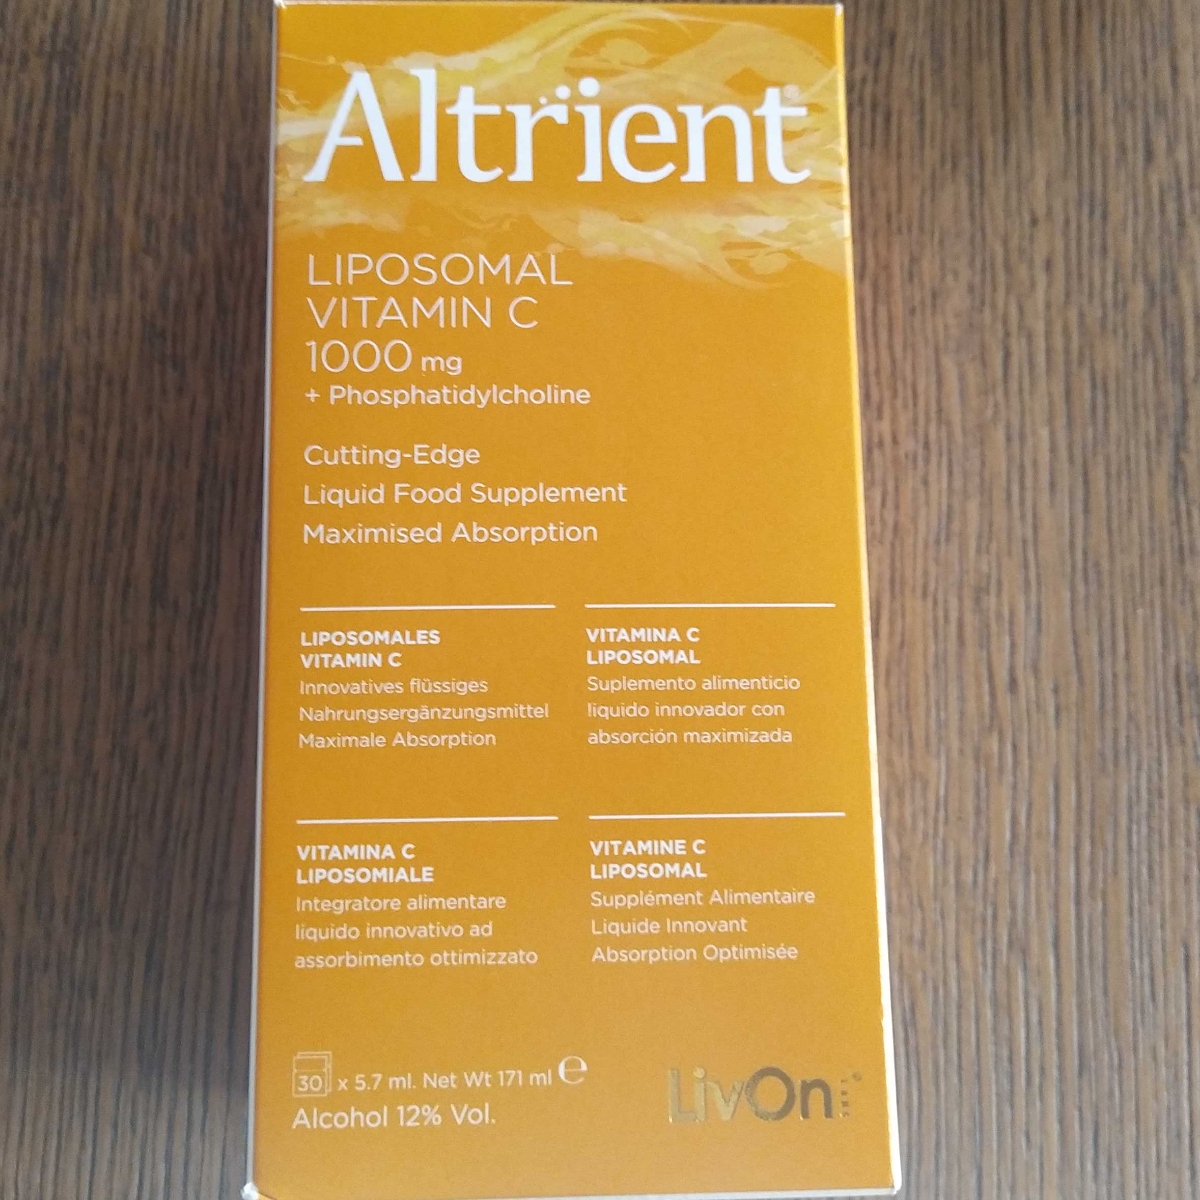 Altrient®
LIPOSOMAL
VITAMIN C
1000 mg
+ Phosphatidylcholine
Cutting-Edge
Liquid Food Supplement
Maximised Absorption
LIPOSOMALES
VITAMIN C
Innovatives flüssiges
Nahrungsergänzungsmittel
Maximale Absorption
VITAMINA C
LIPOSOMAL
Suplemento alimenticio
líquido innovador con
absorción maximizada
VITAMINA C
LIPOSOMIALE
Integratore alimentare
liquido innovativo ad
assorbimento ottimizzato
VITAMINE C
LIPOSOMAL
Supplément Alimentaire
Liquide Innovant
Absorption Optimisée
30 x 5.7 ml. Net Wt 171 ml ℮
Alcohol 12% Vol.
LivOn LABS®